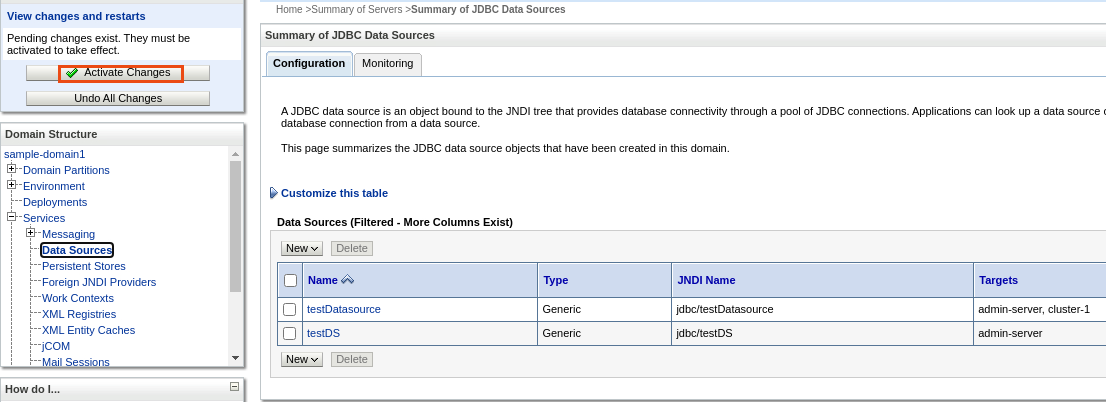 View changes and restarts
Pending changes exist. They must be
activated to take effect.
Activate Changes
Undo All Changes
Domain Structure
sample-domain1
Domain Partitions
Environment
Deployments
Services
Messaging
Data Sources
Persistent Stores
Foreign JNDI Providers
Work Contexts
XML Registries
XML Entity Caches
jCOM
Mail Sessions
How do I...
Home >Summary of Servers >Summary of JDBC Data Sources
Summary of JDBC Data Sources
Configuration Monitoring
A JDBC data source is an object bound to the JNDI tree that provides database connectivity through a pool of JDBC connections. Applications can look up a data source
database connection from a data source.
This page summarizes the JDBC data source objects that have been created in this domain.
Customize this table
Data Sources (Filtered - More Columns Exist)
New Delete
Name Type JNDI Name Targets
testDatasource Generic jdbc/testDatasource admin-server, cluster-1
testDS Generic jdbc/testDS admin-server
New Delete